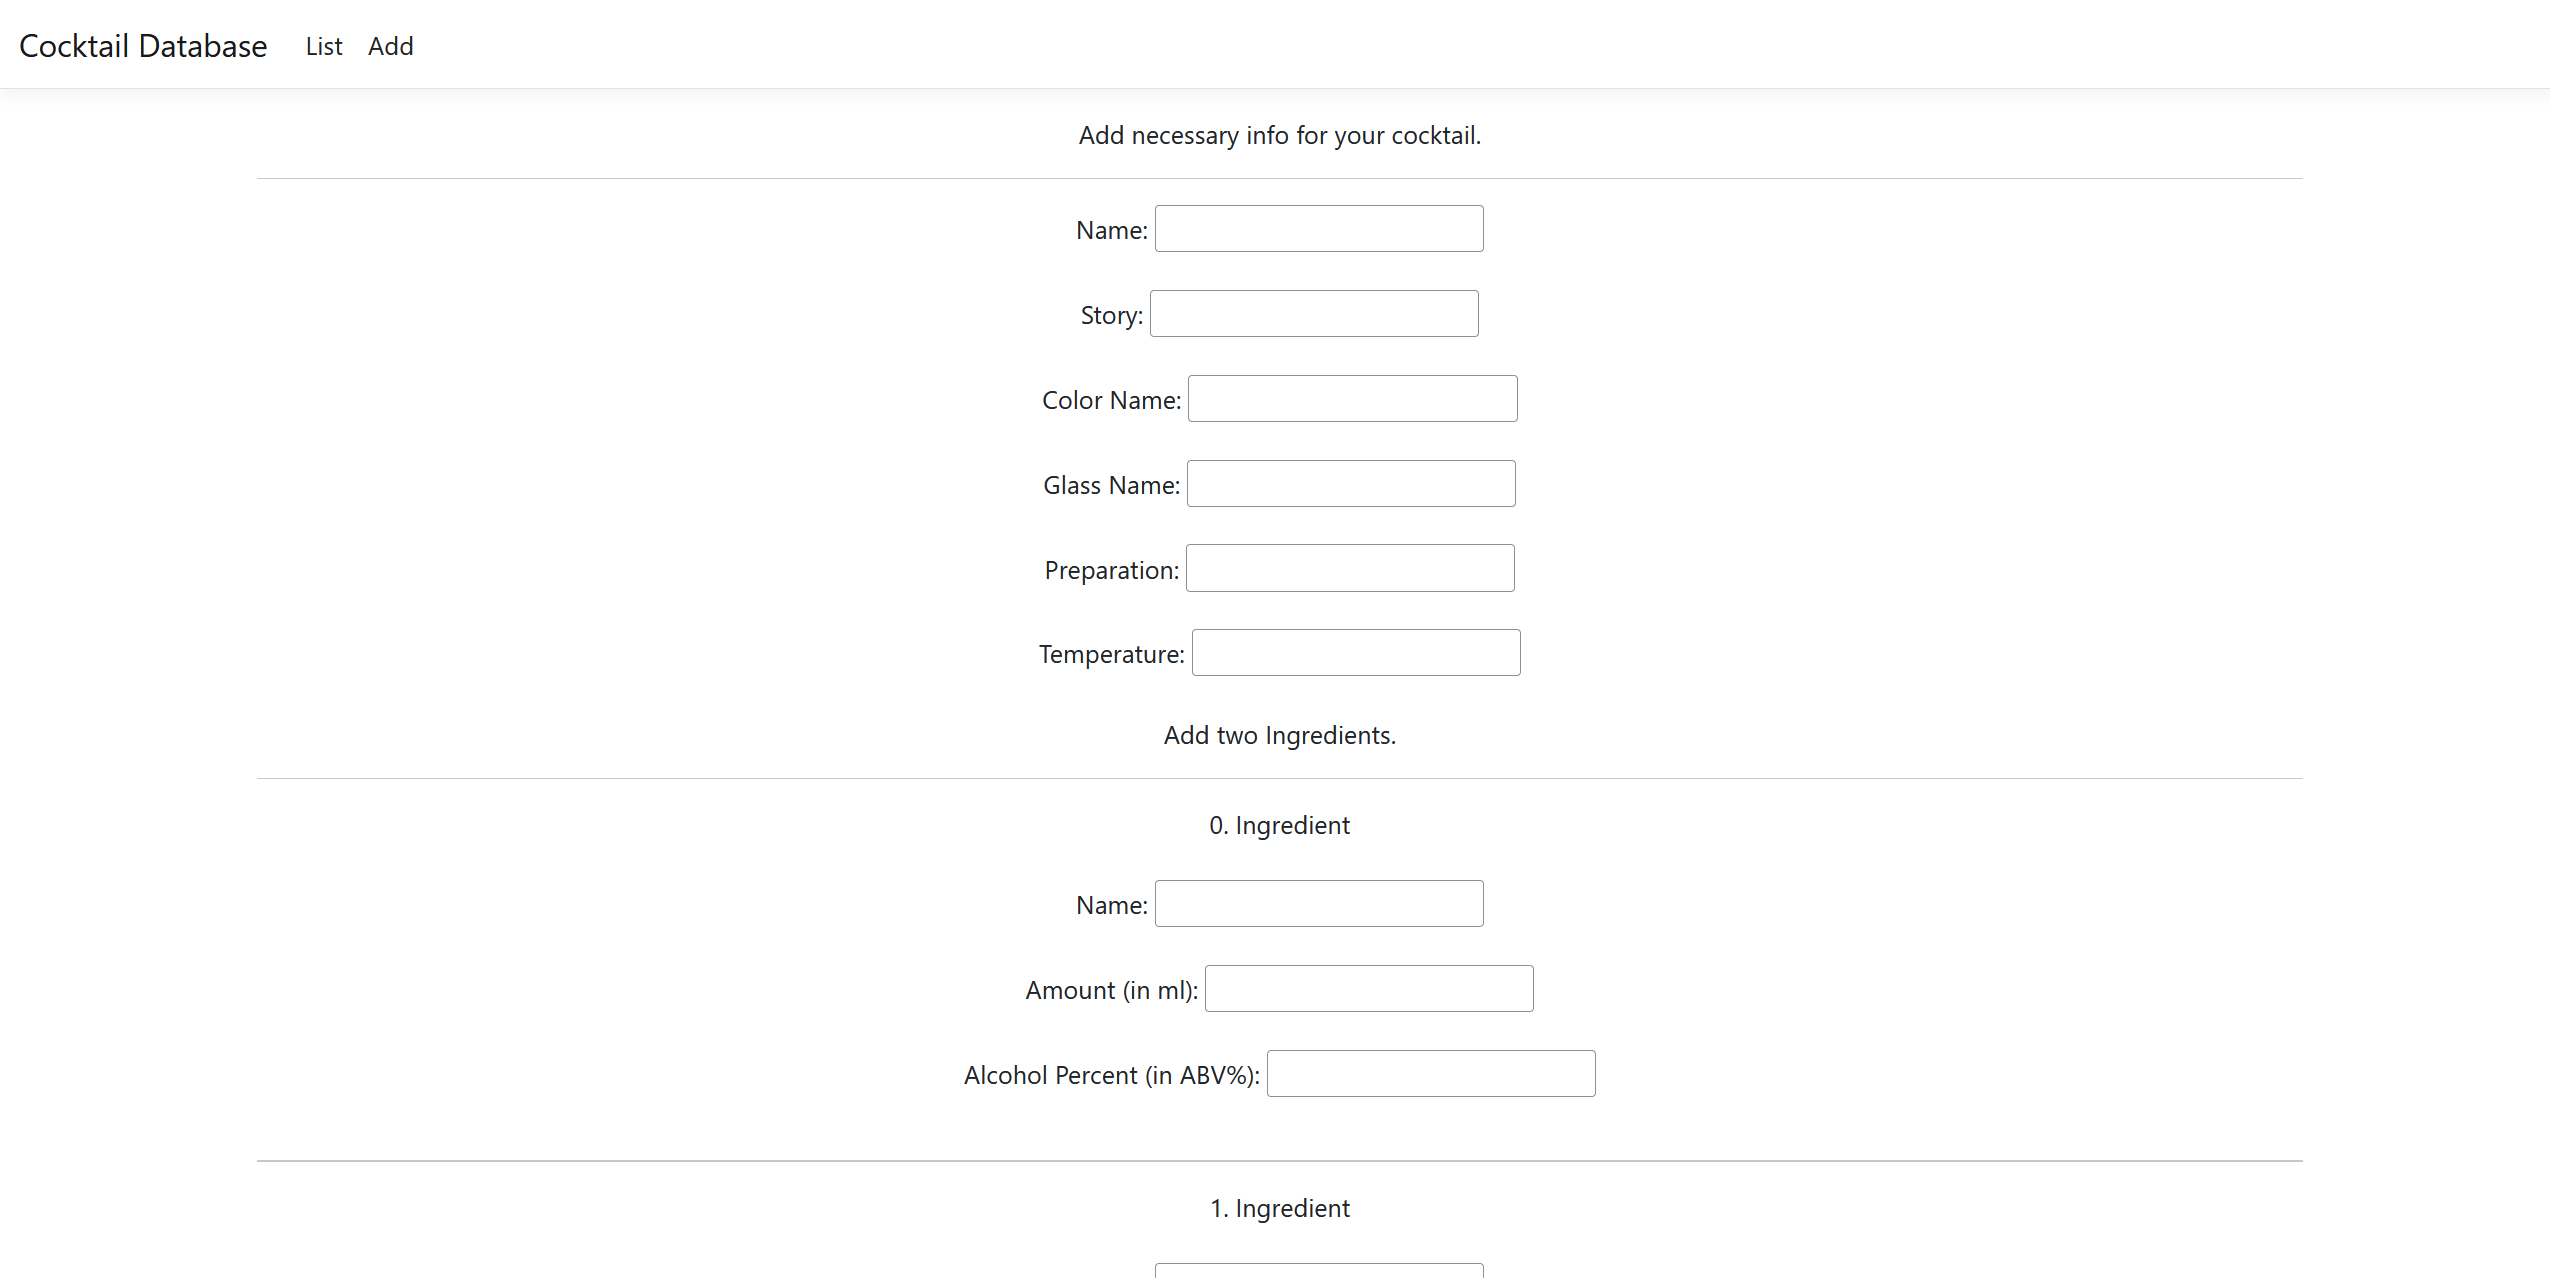 Cocktail Database List Add
Add necessary info for your cocktail.
Name:
Story:
Color Name:
Glass Name:
Preparation:
Temperature:
Add two Ingredients.
0. Ingredient
Name:
Amount (in ml):
Alcohol Percent (in ABV%):
1. Ingredient